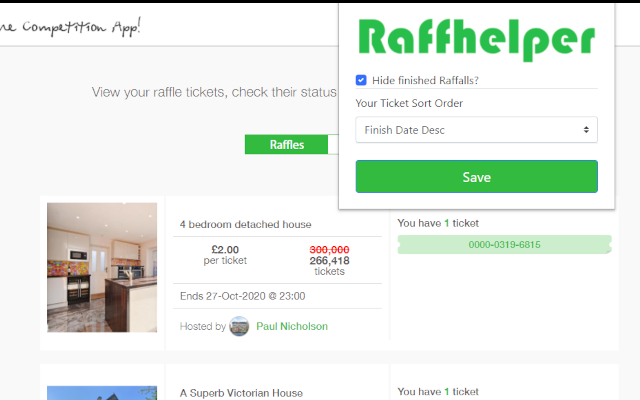 ne Competition App!
Raffhelper
Hide finished Raffalls?
Your Ticket Sort Order
Finish Date Desc
Save
View your raffle tickets, check their status
Raffles
4 bedroom detached house
£2.00
per ticket
300,000
266,418
tickets
Ends 27-Oct-2020 @ 23:00
Hosted by Paul Nicholson
You have 1 ticket
0000-0319-6815
A Superb Victorian House
You have 1 ticket